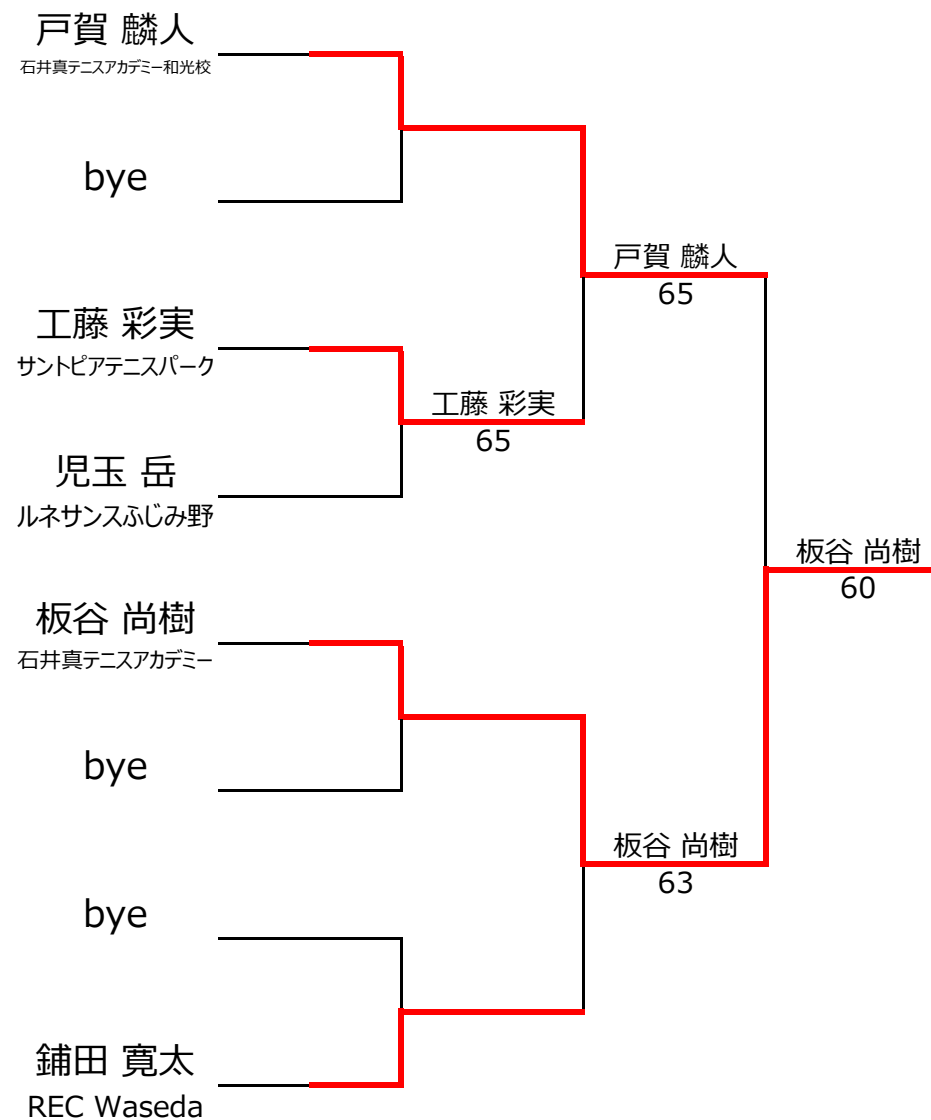 戸賀 麟人
石井真テニスアカデミー和光校
bye
戸賀 麟人
65
工藤 彩実
サントピアテニスパーク
工藤 彩実
65
児玉 岳
ルネサンスふじみ野
板谷 尚樹
60
板谷 尚樹
石井真テニスアカデミー
bye
板谷 尚樹
63
bye
鋪田 寛太
REC Waseda